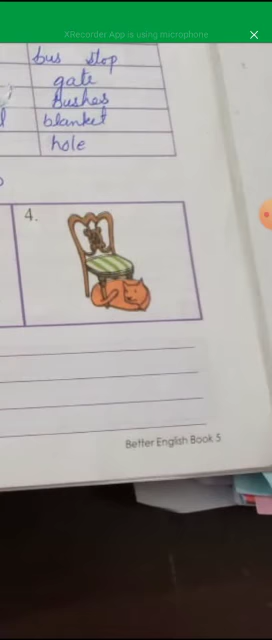 XRecorder App is using microphone
bus stop
gate
bushes
blanket
hole
4.
Better English Book 5